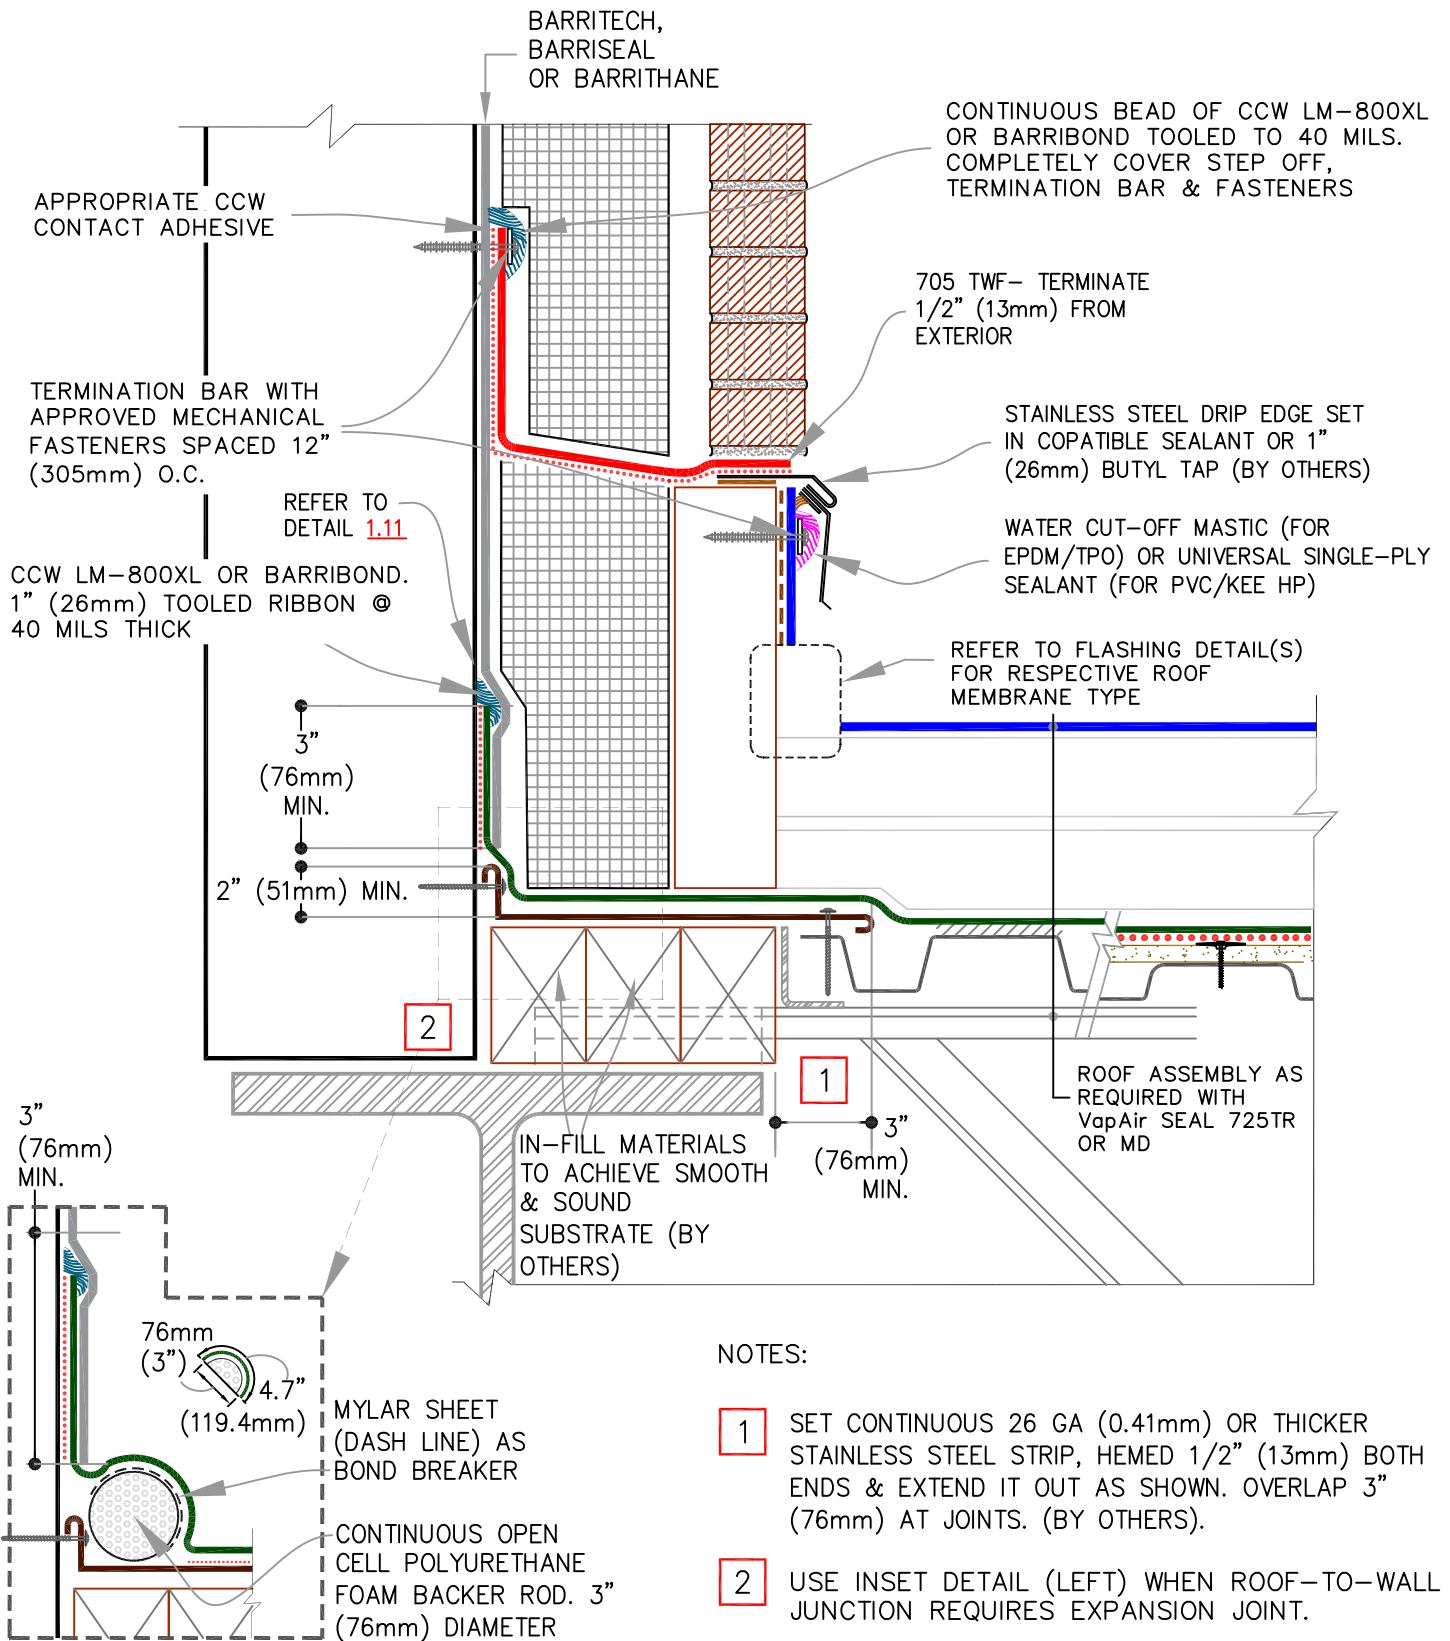 BARRITECH,
BARRISEAL
OR BARRITHANE
CONTINUOUS BEAD OF CCW LM-800XL
OR BARRIBOND TOOLED TO 40 MILS.
COMPLETELY COVER STEP OFF,
TERMINATION BAR & FASTENERS
APPROPRIATE CCW
CONTACT ADHESIVE
705 TWF- TERMINATE
1/2" (13mm) FROM
EXTERIOR
TERMINATION BAR WITH
APPROVED MECHANICAL
FASTENERS SPACED 12"
(305mm) O.C.
STAINLESS STEEL DRIP EDGE SET
IN COPATIBLE SEALANT OR 1"
(26mm) BUTYL TAP (BY OTHERS)
REFER TO
DETAIL 1.11
WATER CUT-OFF MASTIC (FOR
EPDM/TPO) OR UNIVERSAL SINGLE-PLY
SEALANT (FOR PVC/KEE HP)
CCW LM-800XL OR BARRIBOND.
1" (26mm) TOOLED RIBBON @
40 MILS THICK
REFER TO FLASHING DETAIL(S)
FOR RESPECTIVE ROOF
MEMBRANE TYPE
3"
(76mm)
MIN.
2" (51mm) MIN.
2
1
ROOF ASSEMBLY AS
REQUIRED WITH
VapAir SEAL 725TR
OR MD
3"
(76mm)
MIN.
IN-FILL MATERIALS
TO ACHIEVE SMOOTH
& SOUND
SUBSTRATE (BY
OTHERS)
3"
(76mm)
MIN.
76mm
(3")
4.7"
(119.4mm)
MYLAR SHEET
(DASH LINE) AS
BOND BREAKER
CONTINUOUS OPEN
CELL POLYURETHANE
FOAM BACKER ROD. 3"
(76mm) DIAMETER
NOTES:
1 SET CONTINUOUS 26 GA (0.41mm) OR THICKER
STAINLESS STEEL STRIP, HEMED 1/2" (13mm) BOTH
ENDS & EXTEND IT OUT AS SHOWN. OVERLAP 3"
(76mm) AT JOINTS. (BY OTHERS).
2 USE INSET DETAIL (LEFT) WHEN ROOF-TO-WALL
JUNCTION REQUIRES EXPANSION JOINT.